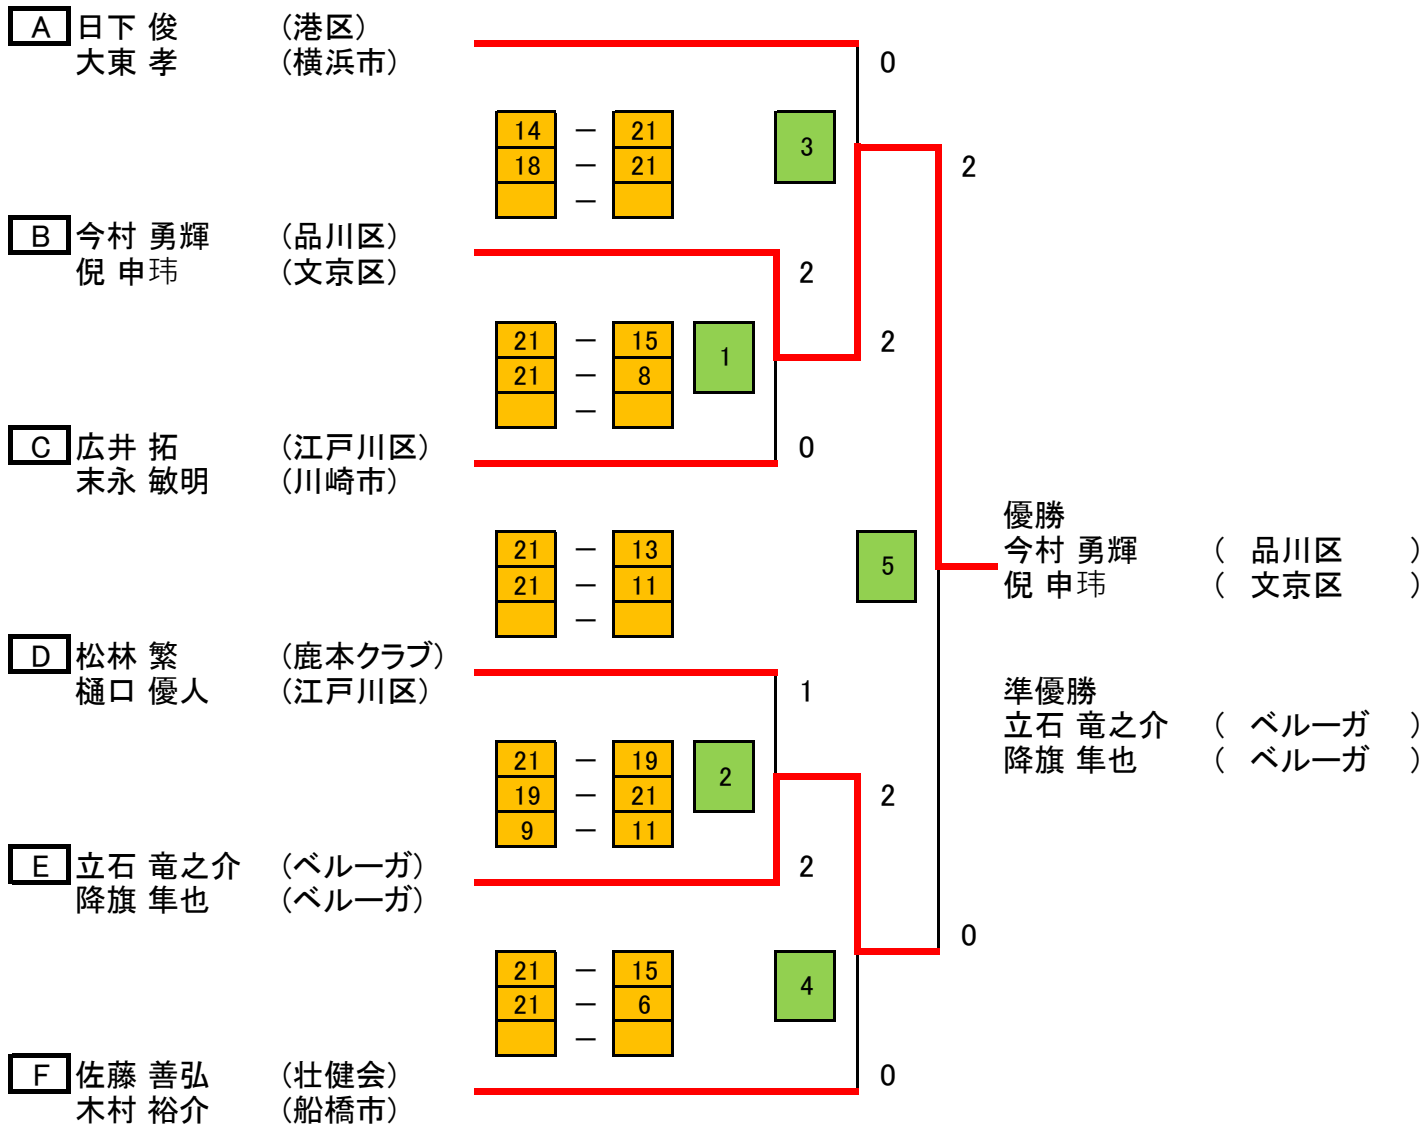 A 日下 俊 （港区）
大東 孝 （横浜市）
0
14 － 21
3
18 － 21
－
2
B 今村 勇輝 （品川区）
倪 申玮 （文京区）
2
21 － 15
1
2
21 － 8
－
C 広井 拓 （江戸川区）
0
末永 敏明 （川崎市）
優勝
21 － 13
今村 勇輝 （ 品川区 ）
5
21 － 11
倪 申玮 （ 文京区 ）
－
D 松林 繁 （鹿本クラブ）
樋口 優人 （江戸川区）
1
準優勝
立石 竜之介 （ ベルーガ ）
21 － 19
降旗 隼也 （ ベルーガ ）
2
19 － 21
2
9 － 11
E 立石 竜之介 （ベルーガ）
2
降旗 隼也 （ベルーガ）
0
21 － 15
4
21 － 6
－
F 佐藤 善弘 （壮健会）
0
木村 裕介 （船橋市）